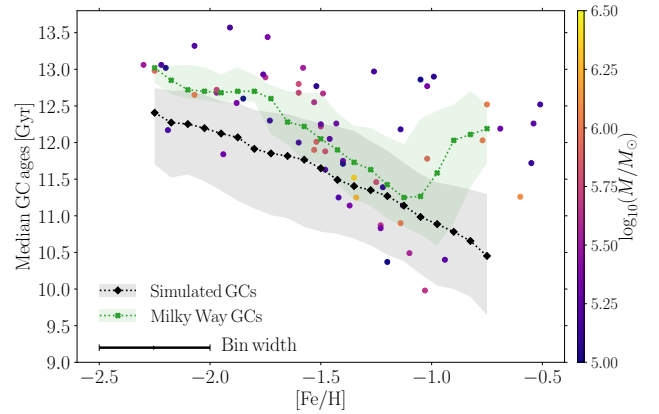 13.5
13.0
12.5
12.0
11.5
11.0
10.5
10.0
9.5
9.0
Median GC ages [Gyr]
Simulated GCs
Milky Way GCs
Bin width
−2.5 −2.0 −1.5 −1.0 −0.5
[Fe/H]
6.50
6.25
6.00
5.75
5.50
5.25
5.00
log₁₀(M/M⊙)